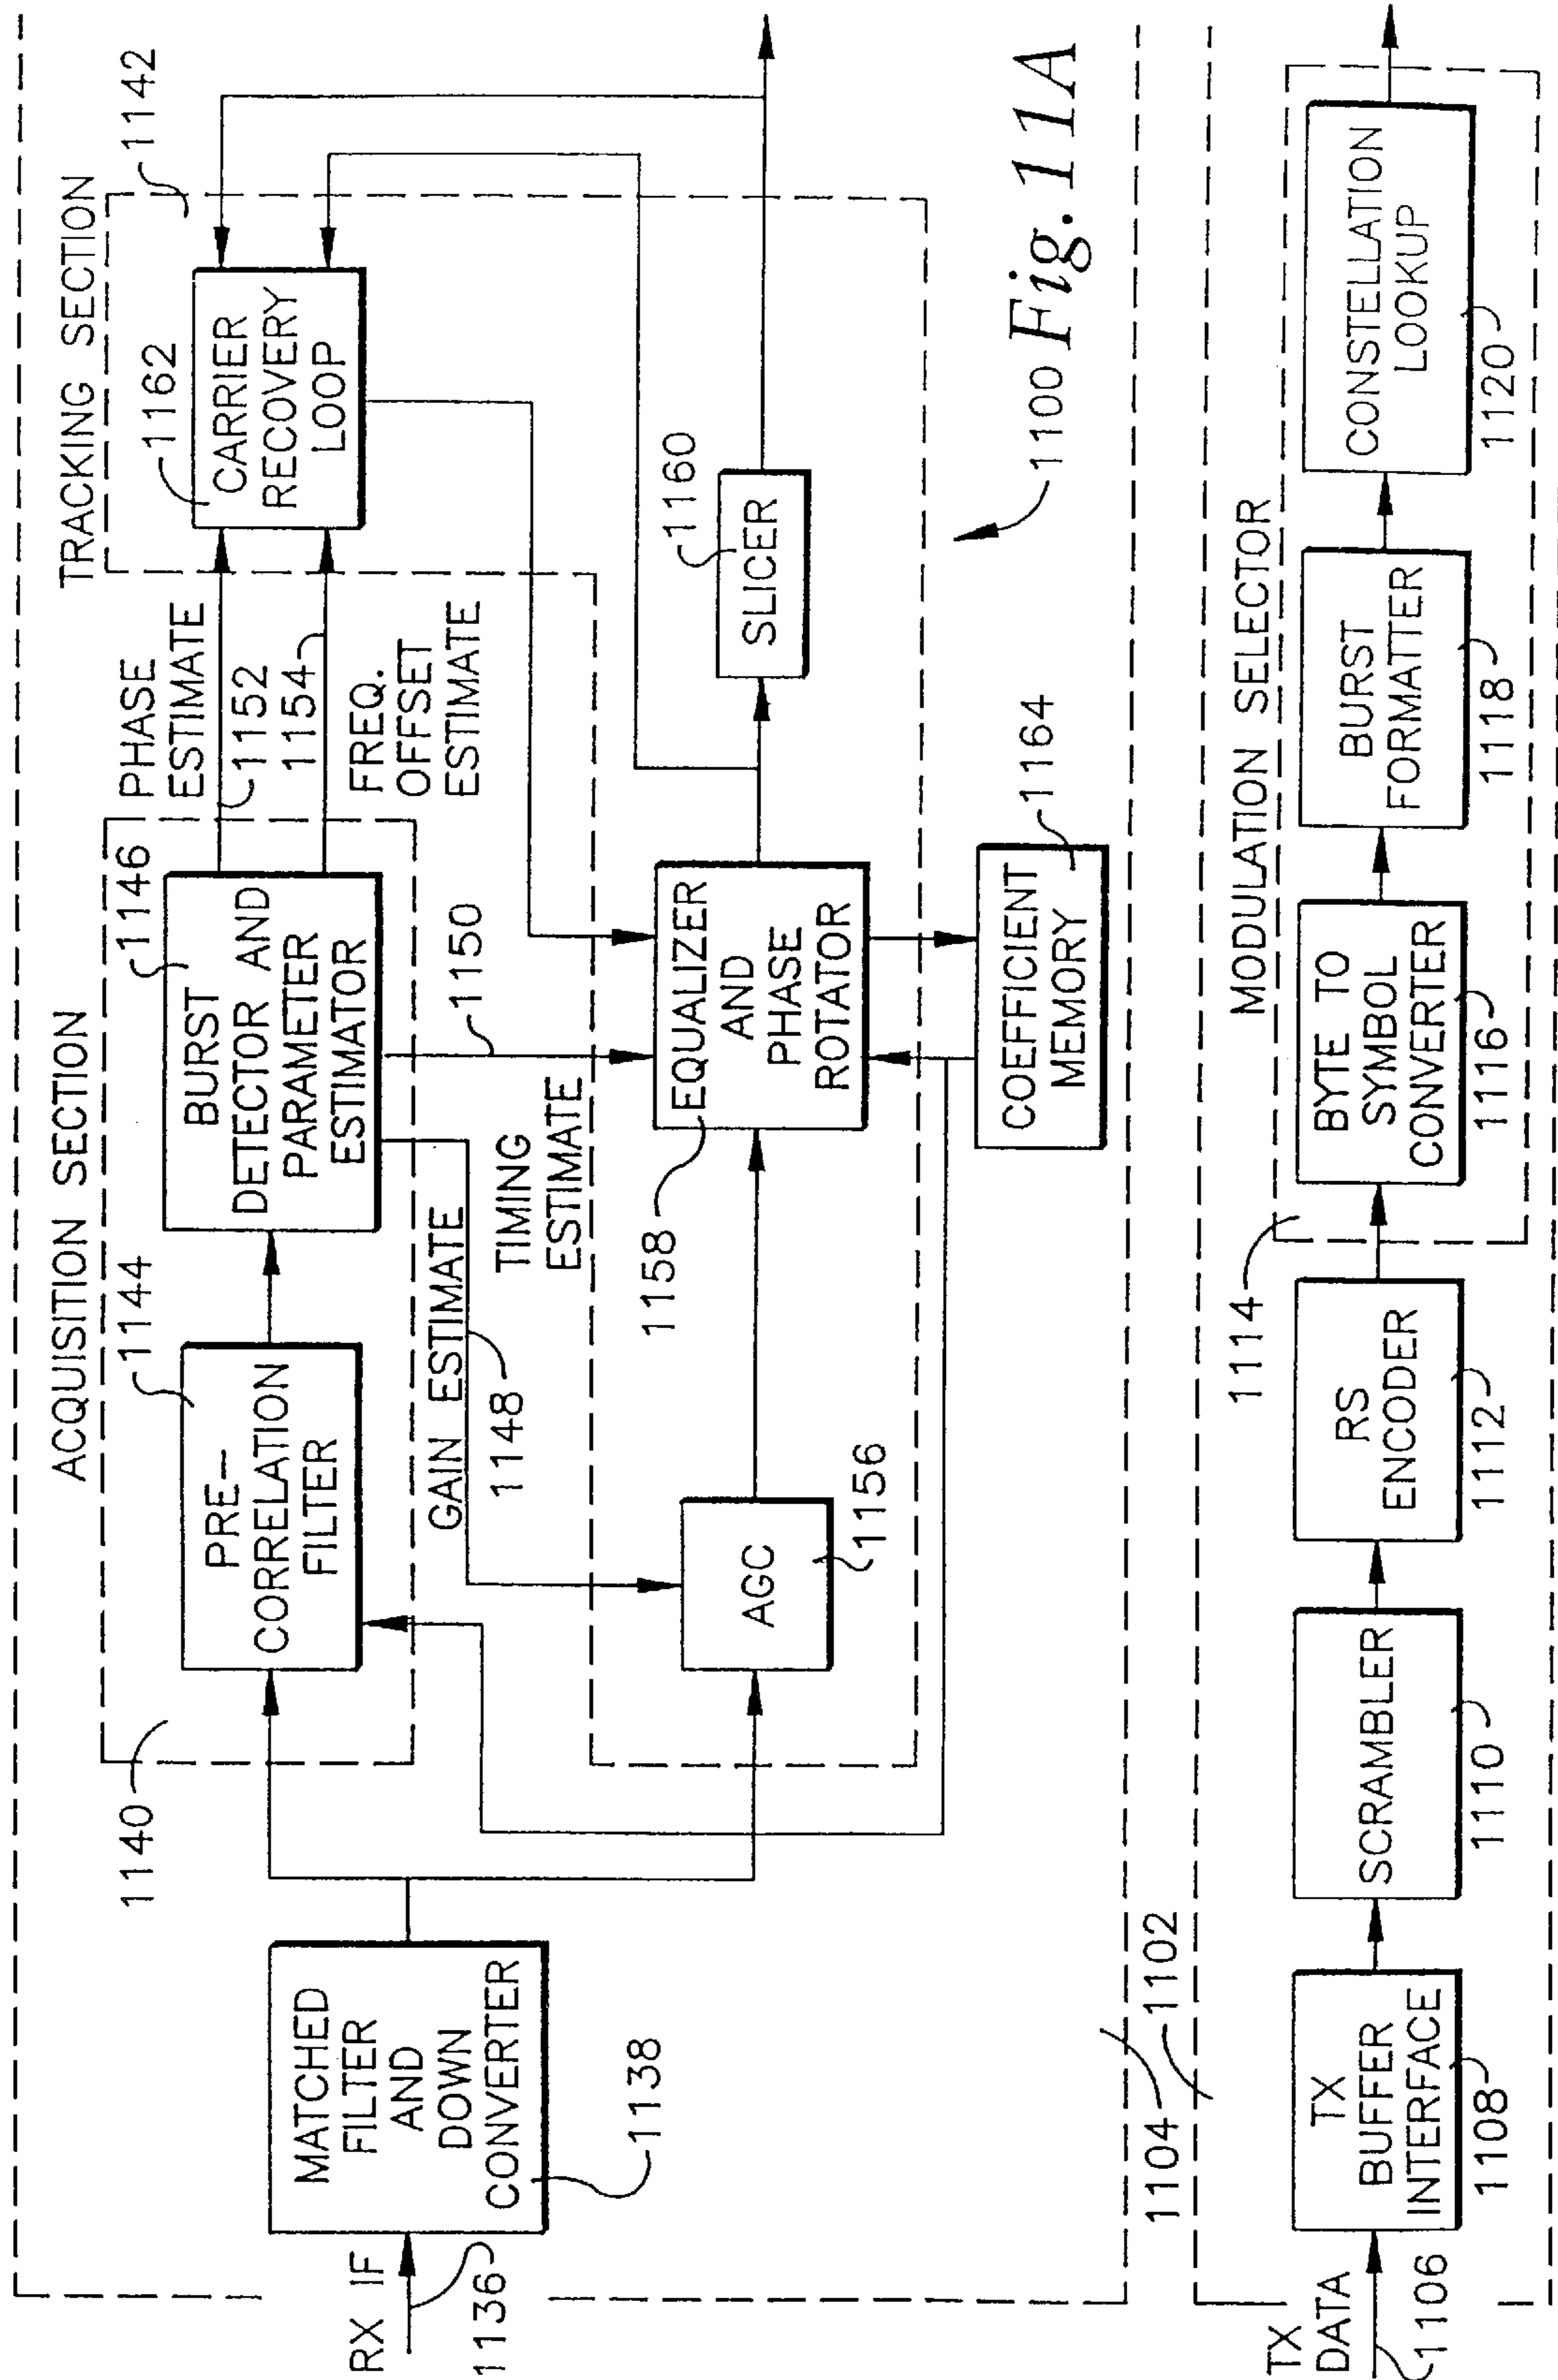 TRACKING SECTION
1142
ACQUISITION SECTION
1140
1144
PRE–
CORRELATION
FILTER
1146
BURST
DETECTOR AND
PARAMETER
ESTIMATOR
PHASE
ESTIMATE
1152
1154
FREQ.
OFFSET
ESTIMATE
1162
CARRIER
RECOVERY
LOOP
RX IF
1136
MATCHED
FILTER
AND
DOWN
CONVERTER
1138
GAIN ESTIMATE
1148
TIMING
ESTIMATE
1150
AGC
1156
1158
EQUALIZER
AND
PHASE
ROTATOR
SLICER
1160
COEFFICIENT
MEMORY
1164
1100
Fig. 11A
1104
1102
TX
DATA
1106
TX
BUFFER
INTERFACE
1108
SCRAMBLER
1110
RS
ENCODER
1112
1114
MODULATION SELECTOR
BYTE TO
SYMBOL
CONVERTER
1116
BURST
FORMATTER
1118
CONSTELLATION
LOOKUP
1120